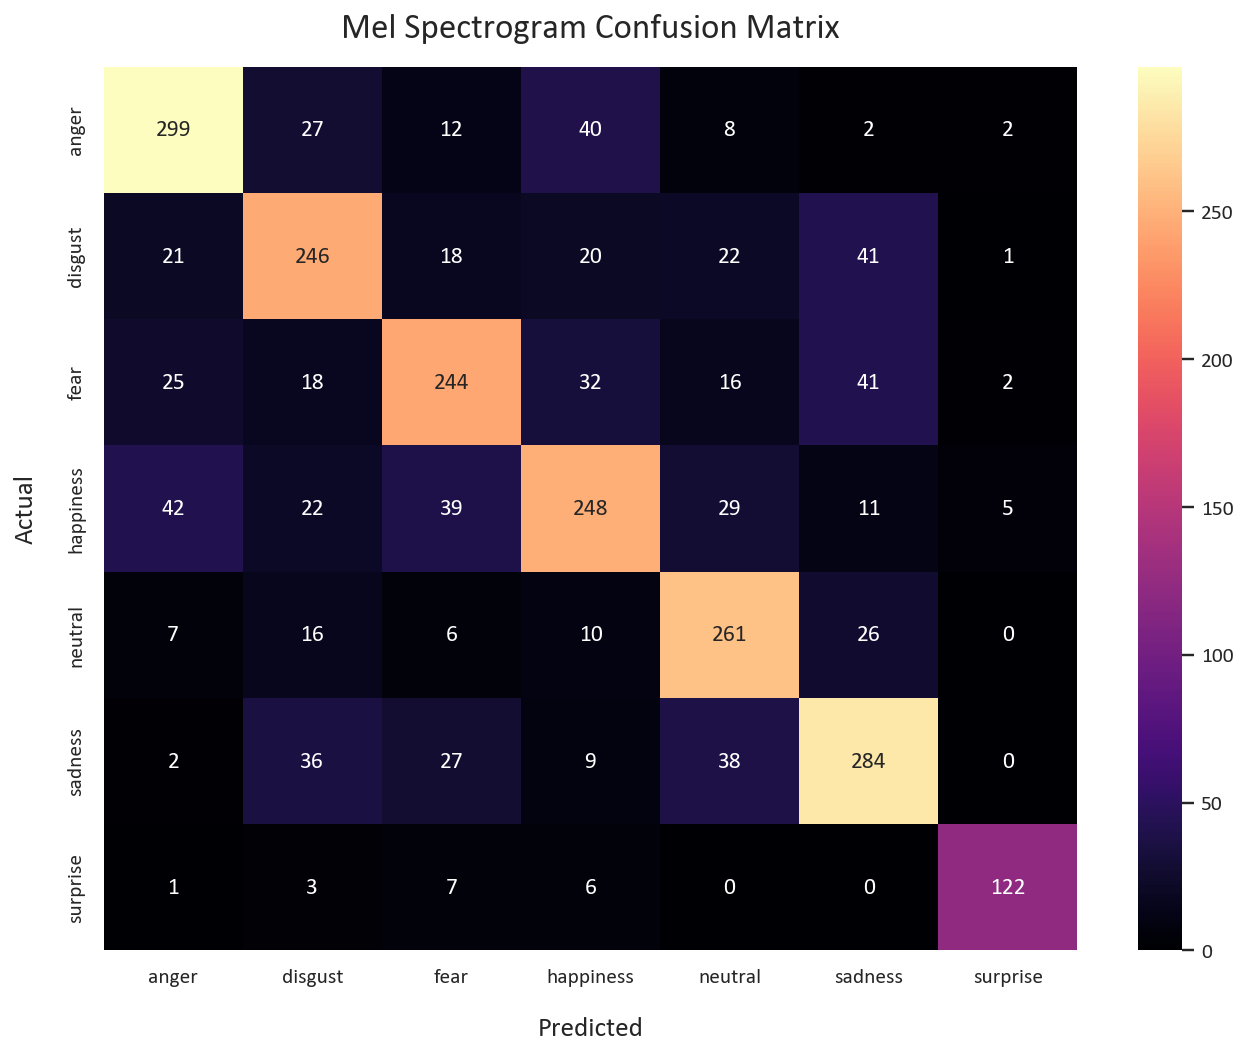 Mel Spectrogram Confusion Matrix
anger 299 27 12 40 8 2 2
disgust 21 246 18 20 22 41 1
fear 25 18 244 32 16 41 2
happiness 42 22 39 248 29 11 5
neutral 7 16 6 10 261 26 0
sadness 2 36 27 9 38 284 0
surprise 1 3 7 6 0 0 122
anger disgust fear happiness neutral sadness surprise
Actual
Predicted
250
200
150
100
50
0